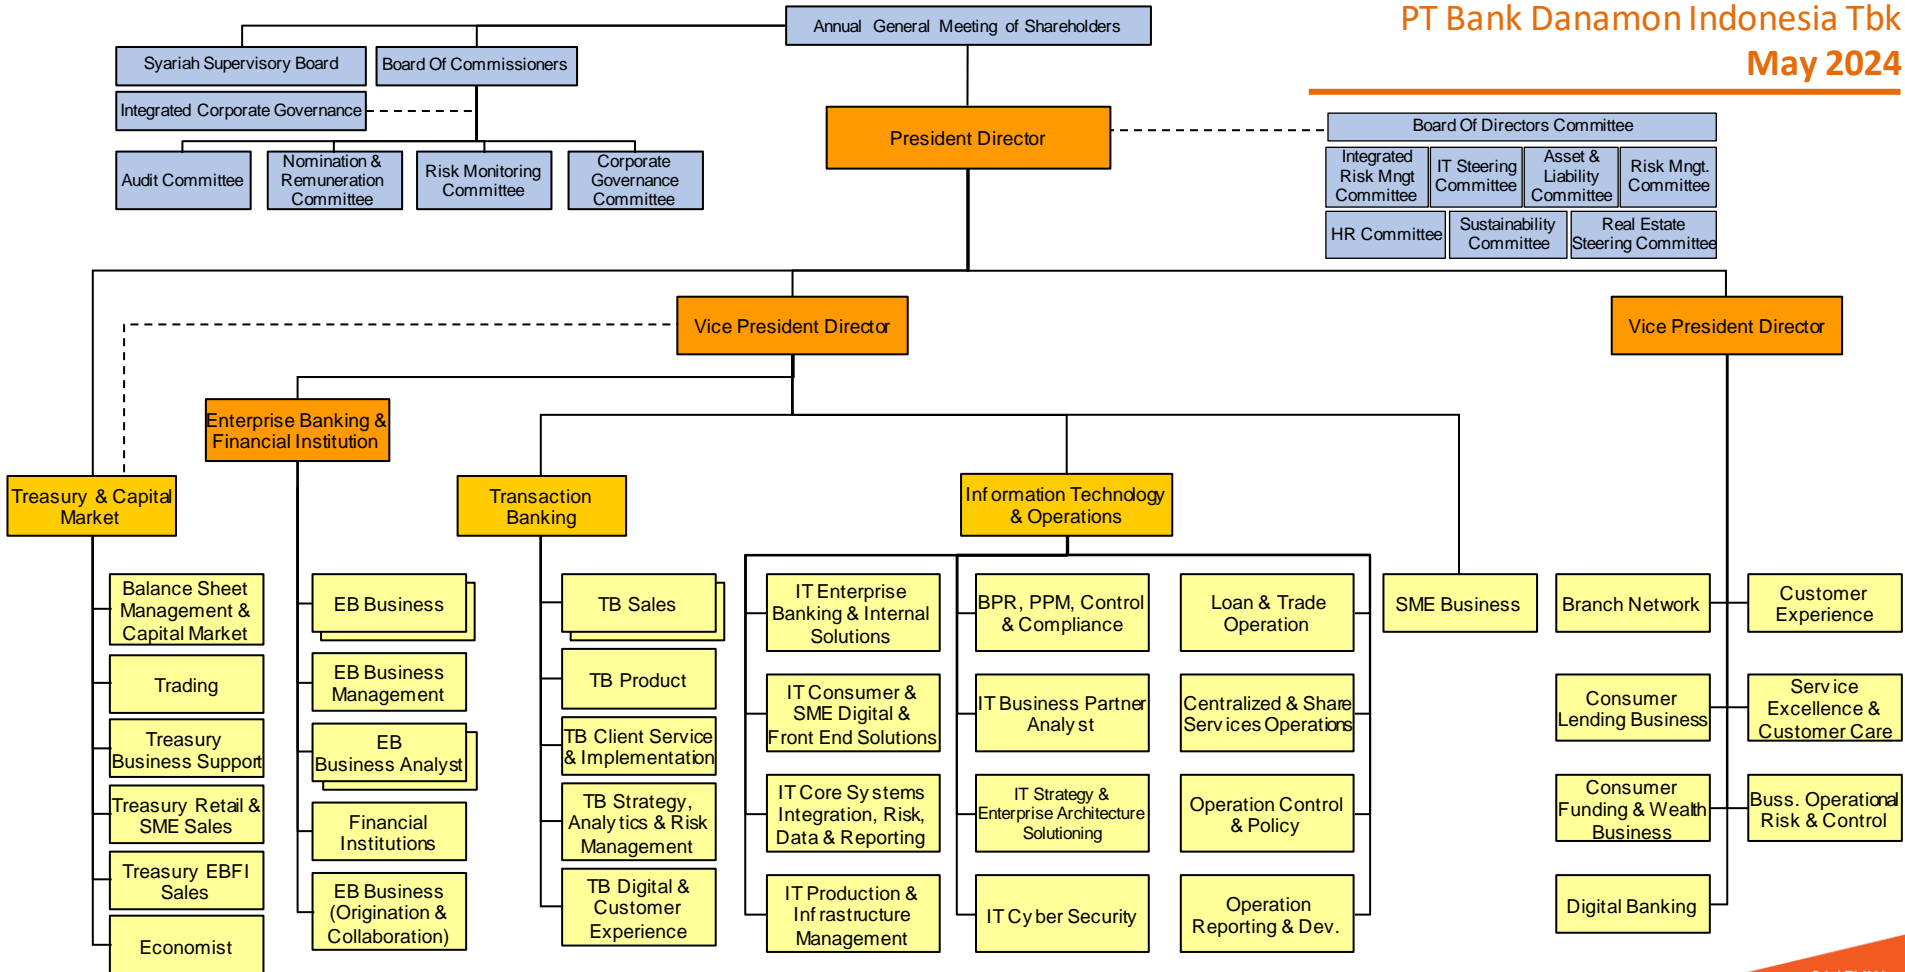 PT Bank Danamon Indonesia Tbk
May 2024
Annual General Meeting of Shareholders
Syariah Supervisory Board
Board Of Commissioners
Integrated Corporate Governance
Audit Committee
Nomination &
Remuneration
Committee
Risk Monitoring
Committee
Corporate
Governance
Committee
President Director
Board Of Directors Committee
Integrated
Risk Mngt
Committee
IT Steering
Committee
Asset &
Liability
Committee
Risk Mngt.
Committee
HR Committee
Sustainability
Committee
Real Estate
Steering Committee
Vice President Director
Vice President Director
Enterprise Banking &
Financial Institution
Treasury & Capital
Market
Transaction
Banking
Information Technology
& Operations
Balance Sheet
Management &
Capital Market
Trading
Treasury
Business Support
Treasury Retail &
SME Sales
Treasury EBFI
Sales
Economist
EB Business
EB Business
Management
EB
Business Analyst
Financial
Institutions
EB Business
(Origination &
Collaboration)
TB Sales
TB Product
TB Client Service
& Implementation
TB Strategy,
Analytics & Risk
Management
TB Digital &
Customer
Experience
IT Enterprise
Banking & Internal
Solutions
IT Consumer &
SME Digital &
Front End Solutions
IT Core Systems
Integration, Risk,
Data & Reporting
IT Production &
Infrastructure
Management
BPR, PPM, Control
& Compliance
IT Business Partner
Analyst
IT Strategy &
Enterprise Architecture
Solutioning
IT Cyber Security
Loan & Trade
Operation
Centralized & Share
Services Operations
Operation Control
& Policy
Operation
Reporting & Dev.
SME Business
Branch Network
Consumer
Lending Business
Consumer
Funding & Wealth
Business
Digital Banking
Customer
Experience
Service
Excellence &
Customer Care
Buss. Operational
Risk & Control